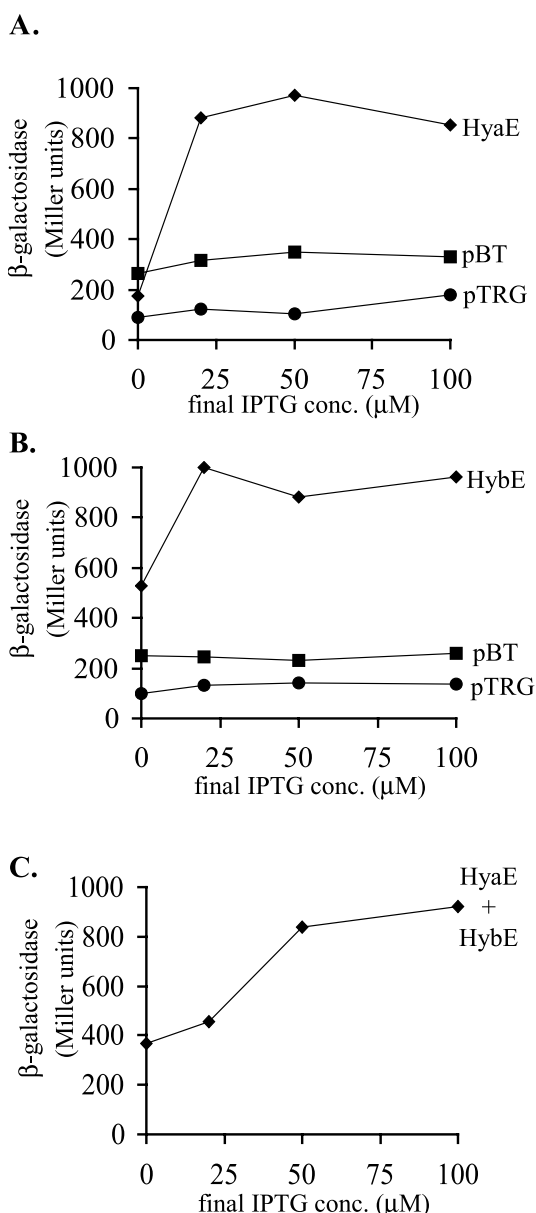 A.
β-galactosidase
(Miller units)
1000
800
600
400
200
0
HyaE
pBT
pTRG
0 25 50 75 100
final IPTG conc. (μM)
B.
β-galactosidase
(Miller units)
1000
800
600
400
200
0
HybE
pBT
pTRG
0 25 50 75 100
final IPTG conc. (μM)
C.
β-galactosidase
(Miller units)
1000
800
600
400
200
0
HyaE
+
HybE
0 25 50 75 100
final IPTG conc. (μM)